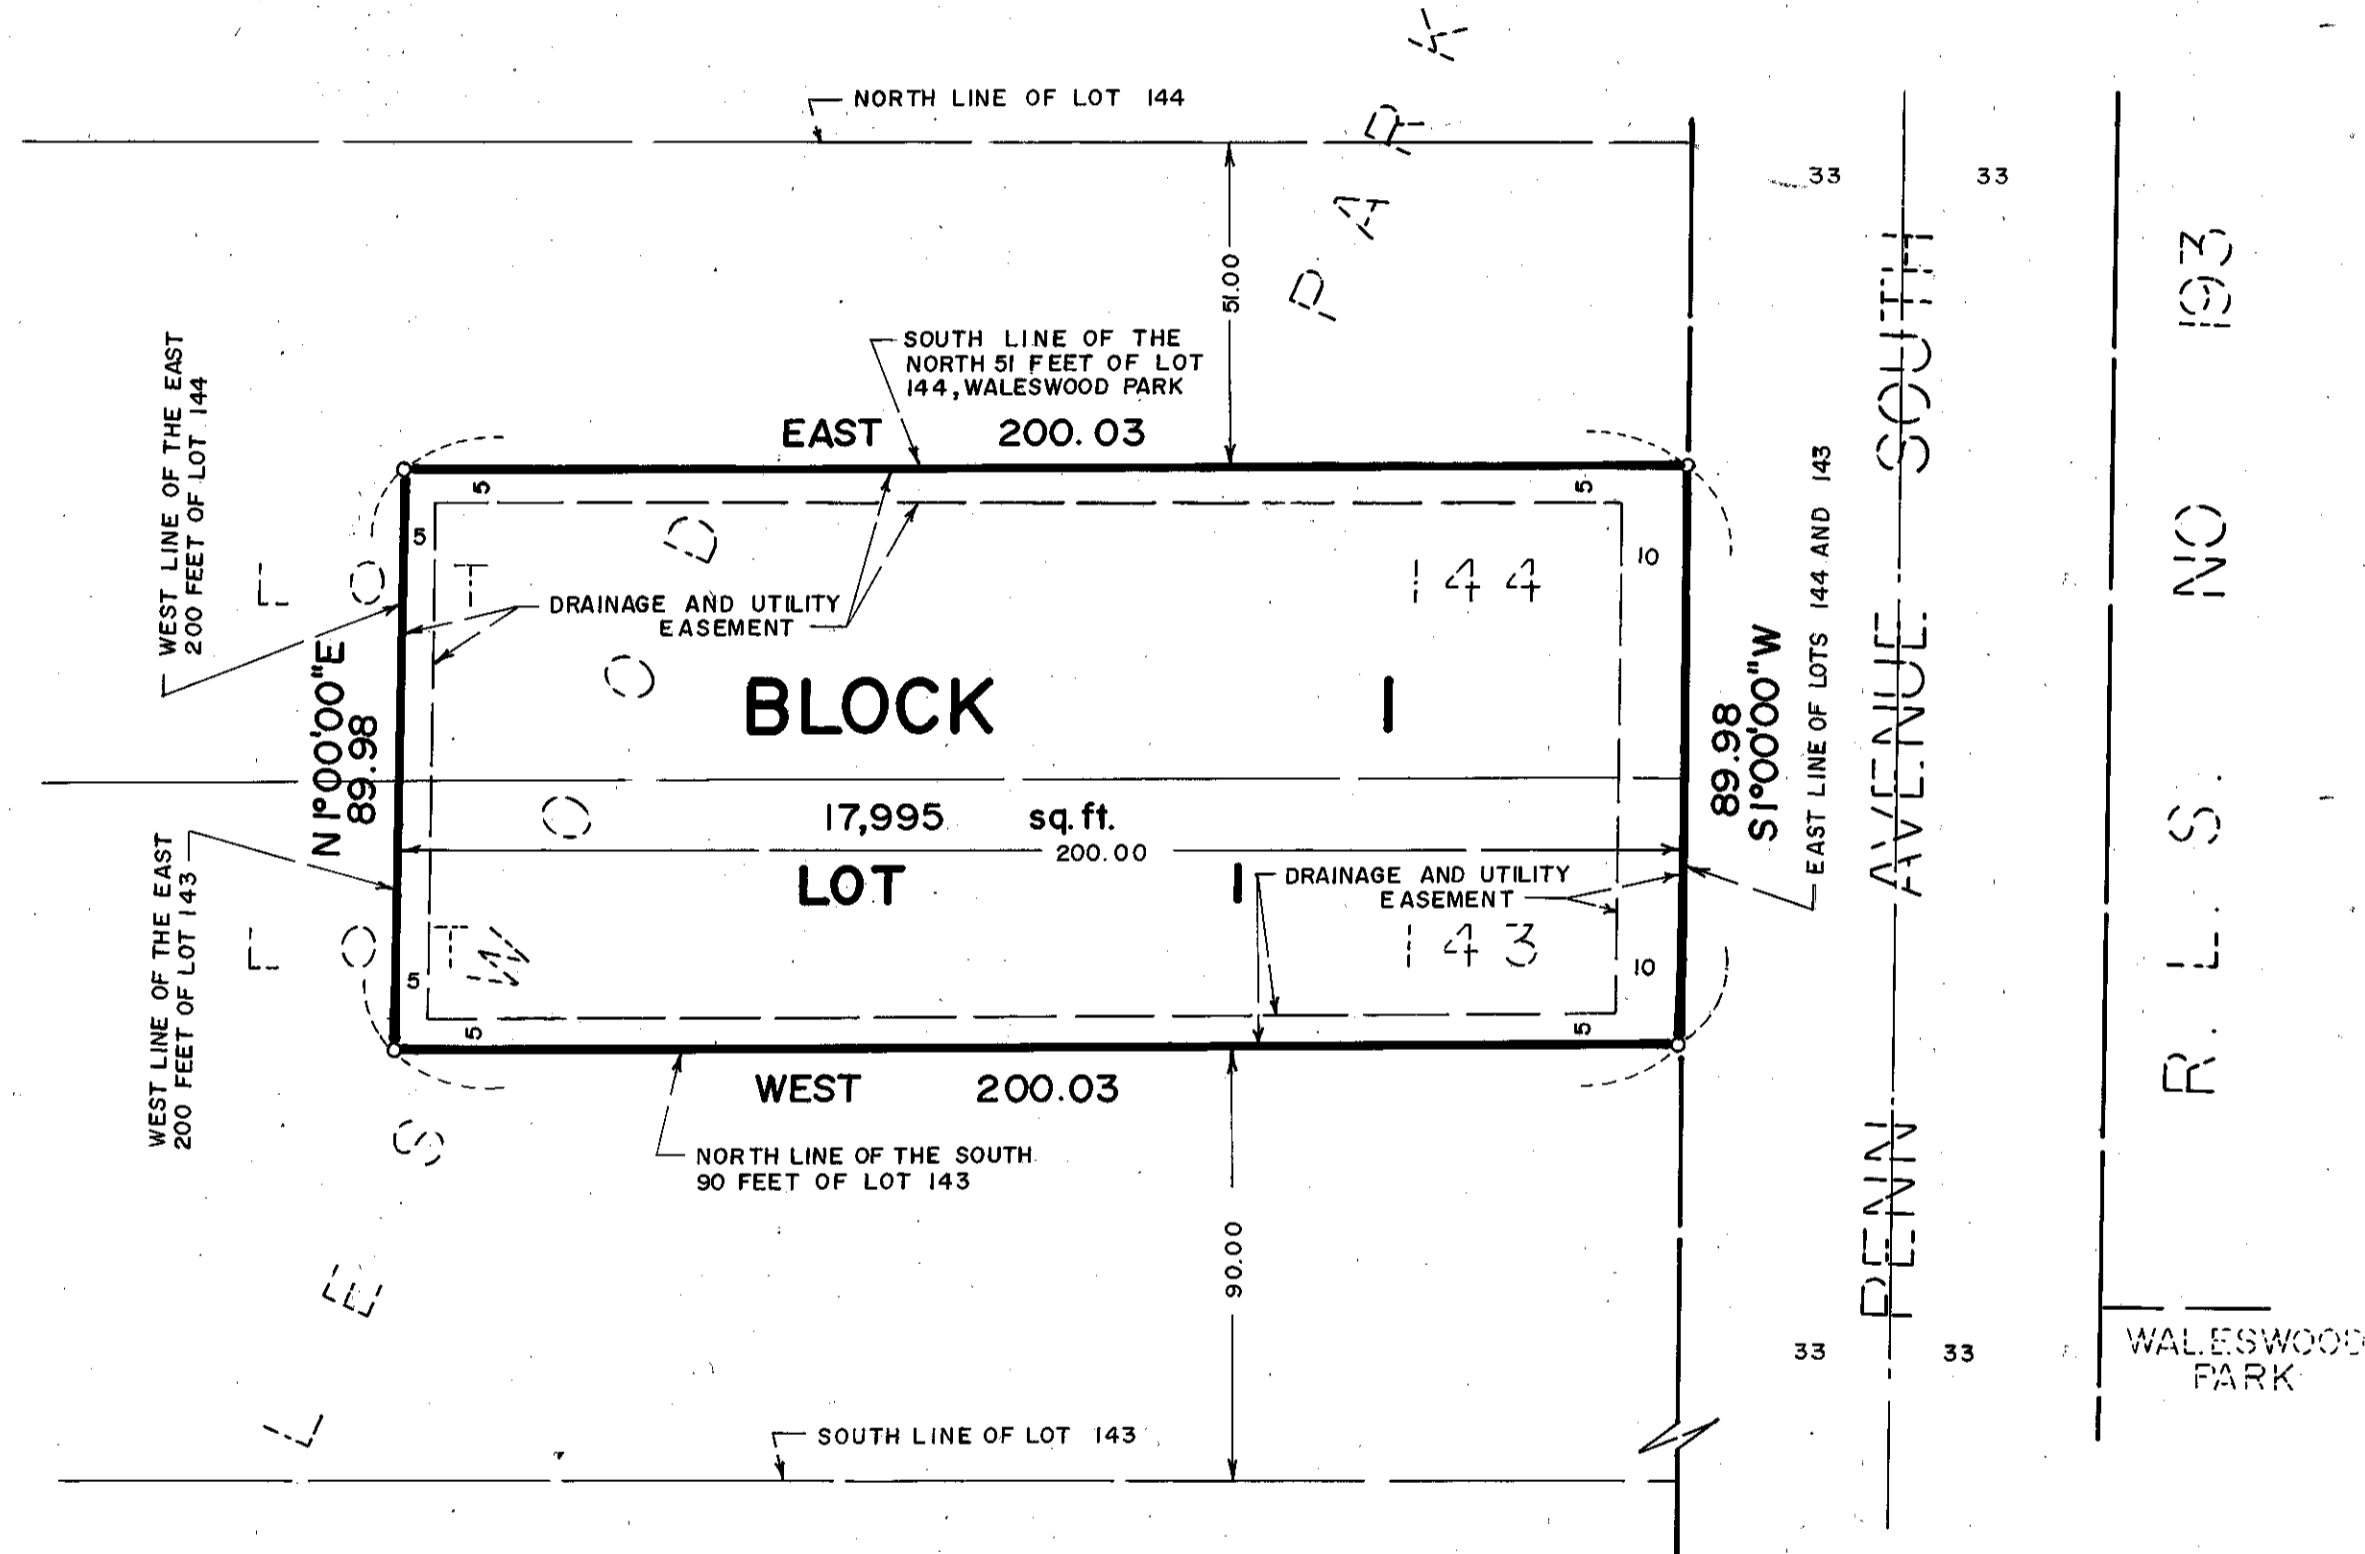 P A R K
NORTH LINE OF LOT 144
33
33
51.00
SOUTH LINE OF THE
NORTH 51 FEET OF LOT
144, WALESWOOD PARK
EAST 200.03
WEST LINE OF THE EAST
200 FEET OF LOT 144
5
5
5
10
LOT 144
DRAINAGE AND UTILITY
EASEMENT
N 1°00'00"E
89.98
BLOCK 1
89.98
S1°00'00"W
EAST LINE OF LOTS 144 AND 143
PENN AVENUE SOUTH
PENN AVENUE SOUTH
R. L. S. NO 193
17,995 sq. ft.
200.00
LOT 1
DRAINAGE AND UTILITY
EASEMENT
WEST LINE OF THE EAST
200 FEET OF LOT 143
LOT 143
5
10
5
5
WEST 200.03
NORTH LINE OF THE SOUTH
90 FEET OF LOT 143
L E S W O O D
90.00
33
33
WALESWOOD
PARK
SOUTH LINE OF LOT 143